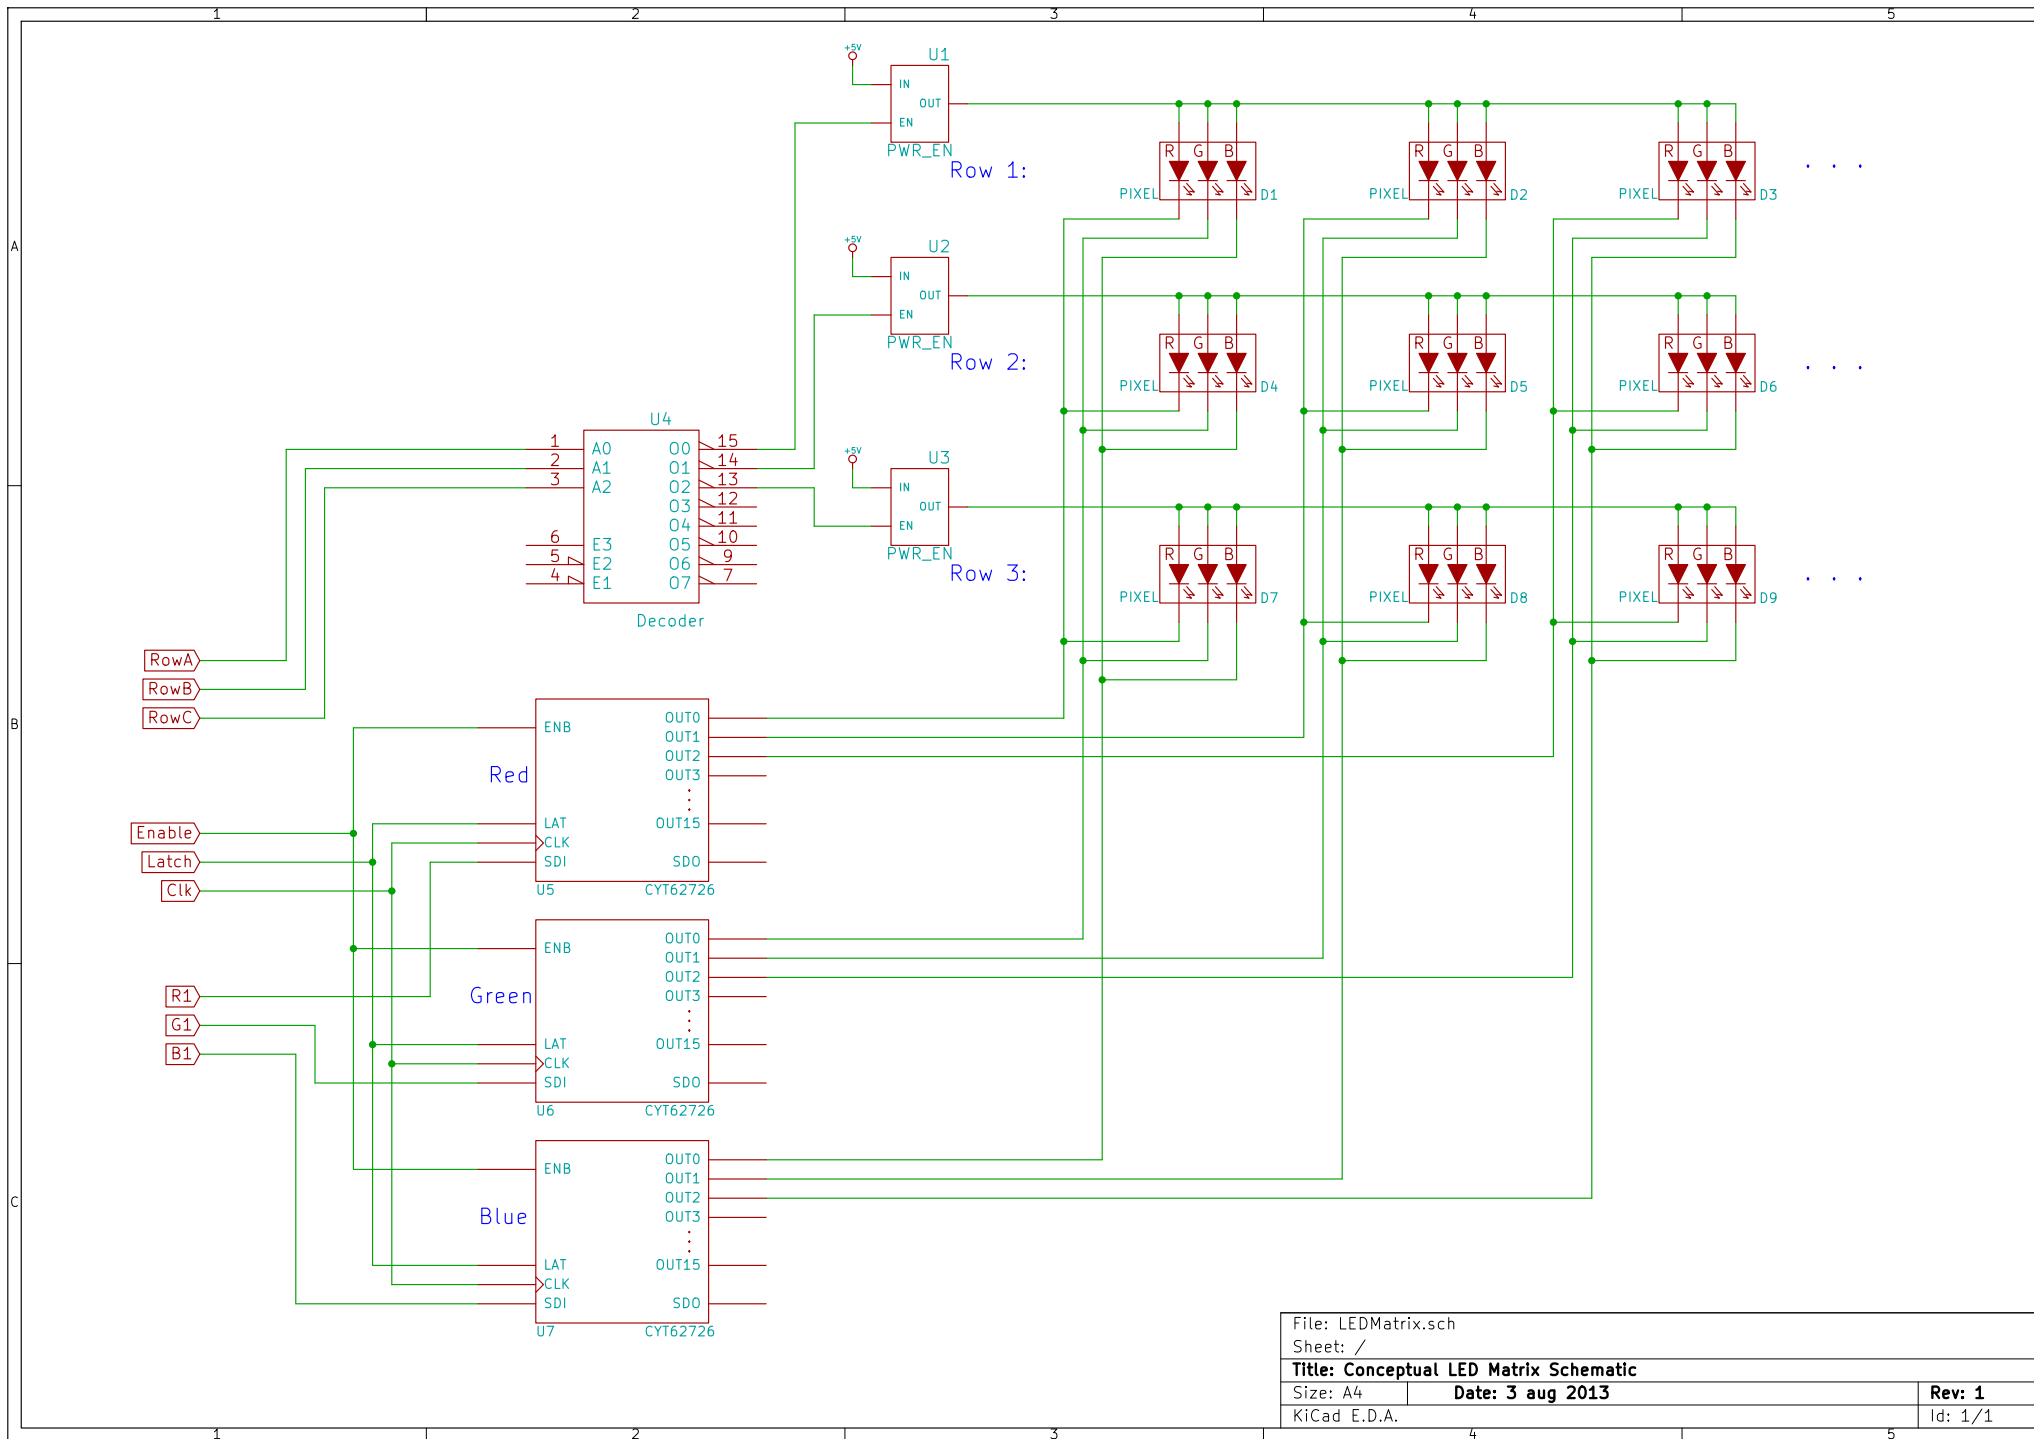 1 2 3 4 5
A
B
C
+5V
U1
IN
OUT
EN
PWR_EN
Row 1:
R G B
PIXEL
D1
R G B
PIXEL
D2
R G B
PIXEL
D3
. . .
+5V
U2
IN
OUT
EN
PWR_EN
Row 2:
R G B
PIXEL
D4
R G B
PIXEL
D5
R G B
PIXEL
D6
. . .
+5V
U3
IN
OUT
EN
PWR_EN
Row 3:
R G B
PIXEL
D7
R G B
PIXEL
D8
R G B
PIXEL
D9
. . .
U4
1 A0 O0 15
2 A1 O1 14
3 A2 O2 13
O3 12
O4 11
6 E3 O5 10
5 E2 O6 9
4 E1 O7 7
Decoder
RowA
RowB
RowC
Enable
Latch
Clk
R1
G1
B1
Red
ENB
LAT
CLK
SDI
OUT0
OUT1
OUT2
OUT3
OUT15
SDO
U5 CYT62726
Green
ENB
LAT
CLK
SDI
OUT0
OUT1
OUT2
OUT3
OUT15
SDO
U6 CYT62726
Blue
ENB
LAT
CLK
SDI
OUT0
OUT1
OUT2
OUT3
OUT15
SDO
U7 CYT62726
File: LEDMatrix.sch
Sheet: /
Title: Conceptual LED Matrix Schematic
Size: A4 Date: 3 aug 2013 Rev: 1
KiCad E.D.A. Id: 1/1
1 2 3 4 5